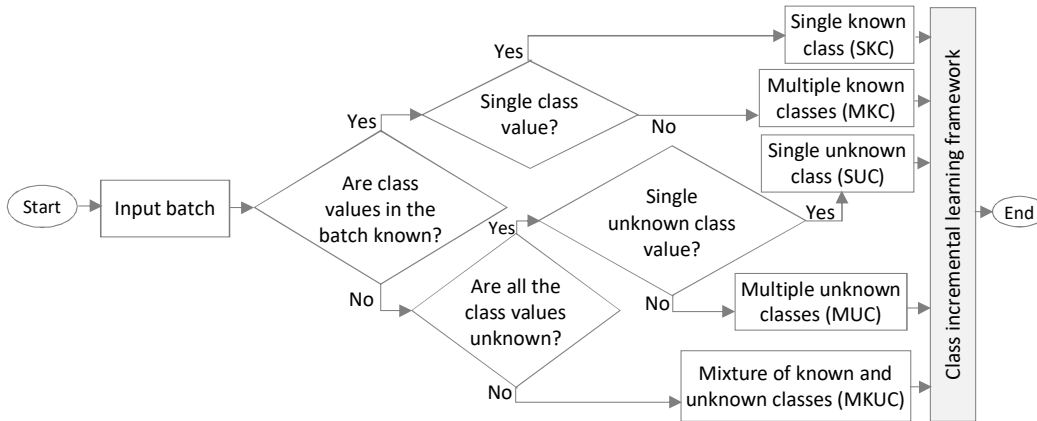 Start
Input batch
Are class
values in the
batch known?
Yes
No
Single class
value?
Yes
No
Are all the
class values
unknown?
Yes
No
Single
unknown class
value?
Yes
No
Single known
class (SKC)
Multiple known
classes (MKC)
Single unknown
class (SUC)
Multiple unknown
classes (MUC)
Mixture of known and
unknown classes (MKUC)
Class incremental learning framework
End